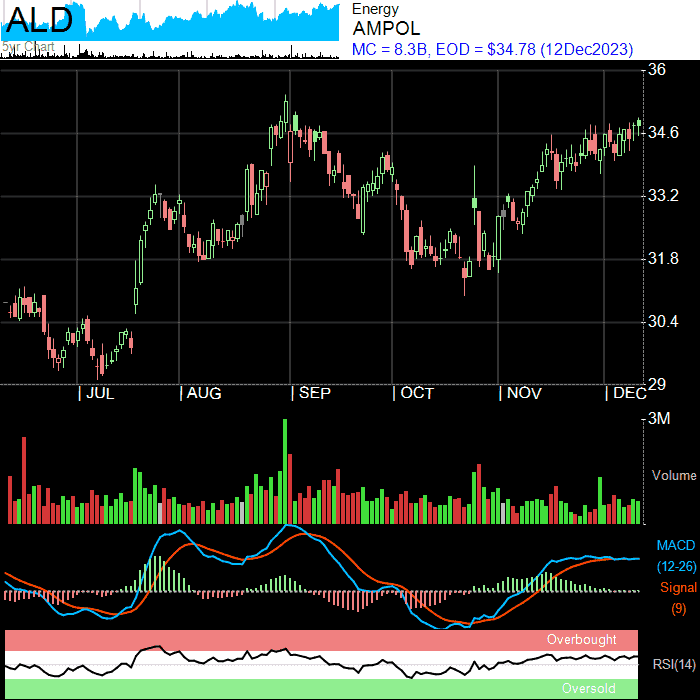 ALD
5yr Chart
Energy
AMPOL
MC = 8.3B, EOD = $34.78 (12Dec2023)
36
34.6
33.2
31.8
30.4
29
| JUL | AUG | SEP | OCT | NOV | DEC
3M
Volume
MACD
(12-26)
Signal
(9)
Overbought
RSI(14)
Oversold